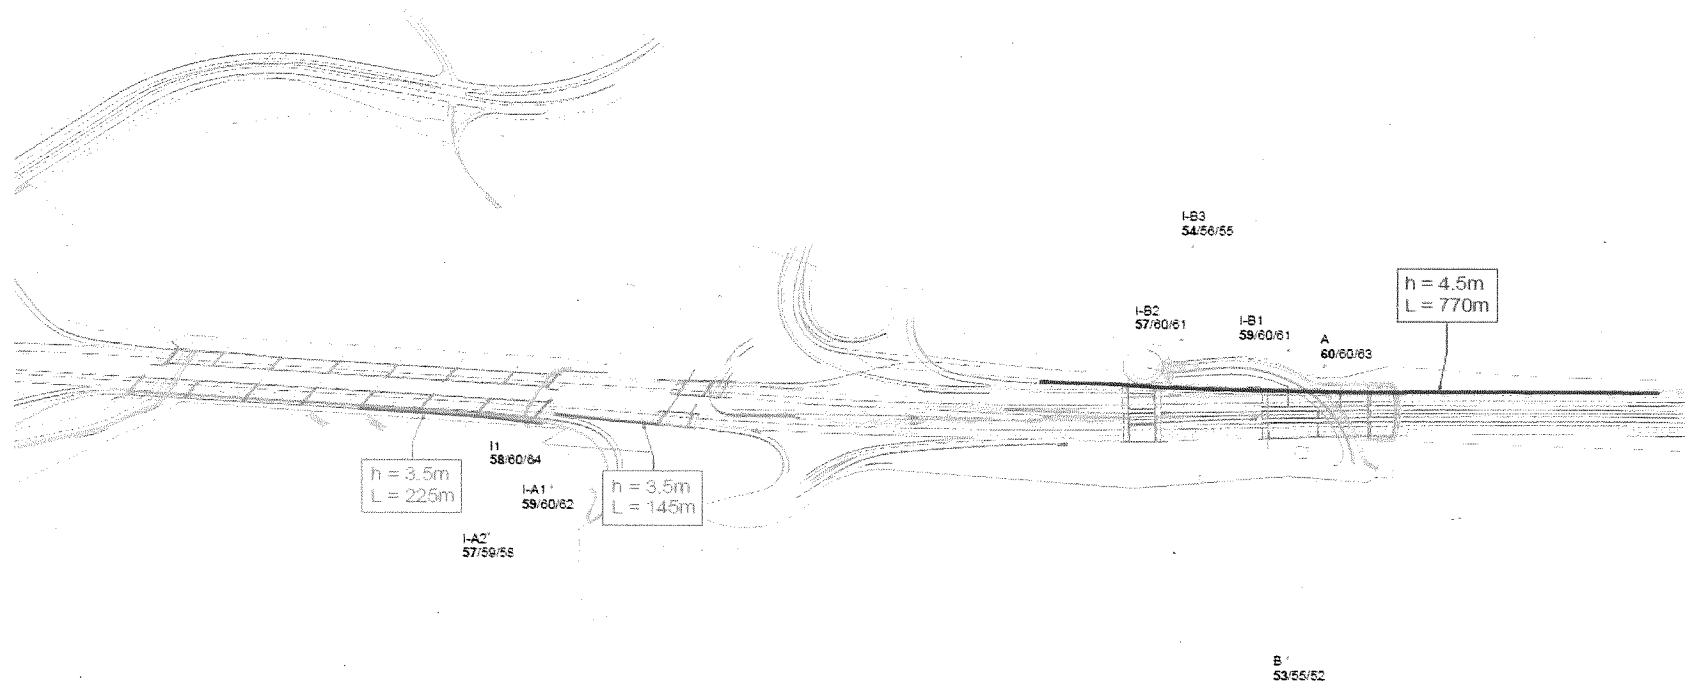 I-B3
54/56/55
h = 4.5m
L = 770m
I-B2
57/60/61
I-B1
59/60/61
A
60/60/63
I1
58/60/64
h = 3.5m
L = 225m
I-A1
59/60/62
h = 3.5m
L = 145m
I-A2
57/59/58
B
53/55/52